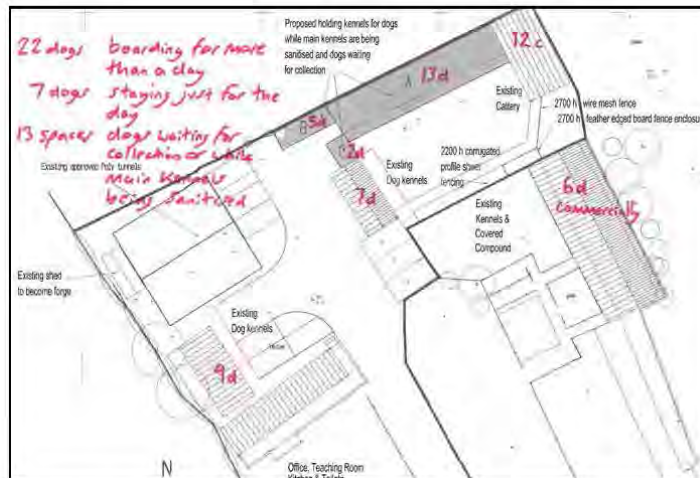 22 dogs boarding for more
than a day
7 dogs staying just for the
day
13 spaces dogs waiting for
collection or while
main kennels
being sanitised
Proposed holding kennels for dogs
while main kennels are being
sanitised and dogs waiting
for collection
12c
A 13d
B 5d
2d
7d
Existing
Cattery
2700 h wire mesh fence
2700 h feather edged board fence enclosu
Existing
Dog kennels
2200 h corrugated
profile sheet
fencing
6d
commercially
Existing
Kennels &
Covered
Compound
Existing approved Poly tunnels
Existing shed
to become forge
Existing
Dog kennels
9d
N
Office, Teaching Room
Kitchen & Toilets